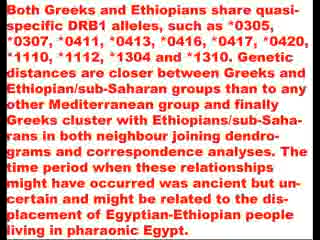 Both Greeks and Ethiopians share quasi-
specific DRB1 alleles, such as *0305,
*0307, *0411, *0413, *0416, *0417, *0420,
*1110, *1112, *1304 and *1310. Genetic
distances are closer between Greeks and
Ethiopian/sub-Saharan groups than to any
other Mediterranean group and finally
Greeks cluster with Ethiopians/sub-Saha-
rans in both neighbour joining dendro-
grams and correspondence analyses. The
time period when these relationships
might have occurred was ancient but un-
certain and might be related to the dis-
placement of Egyptian-Ethiopian people
living in pharaonic Egypt.